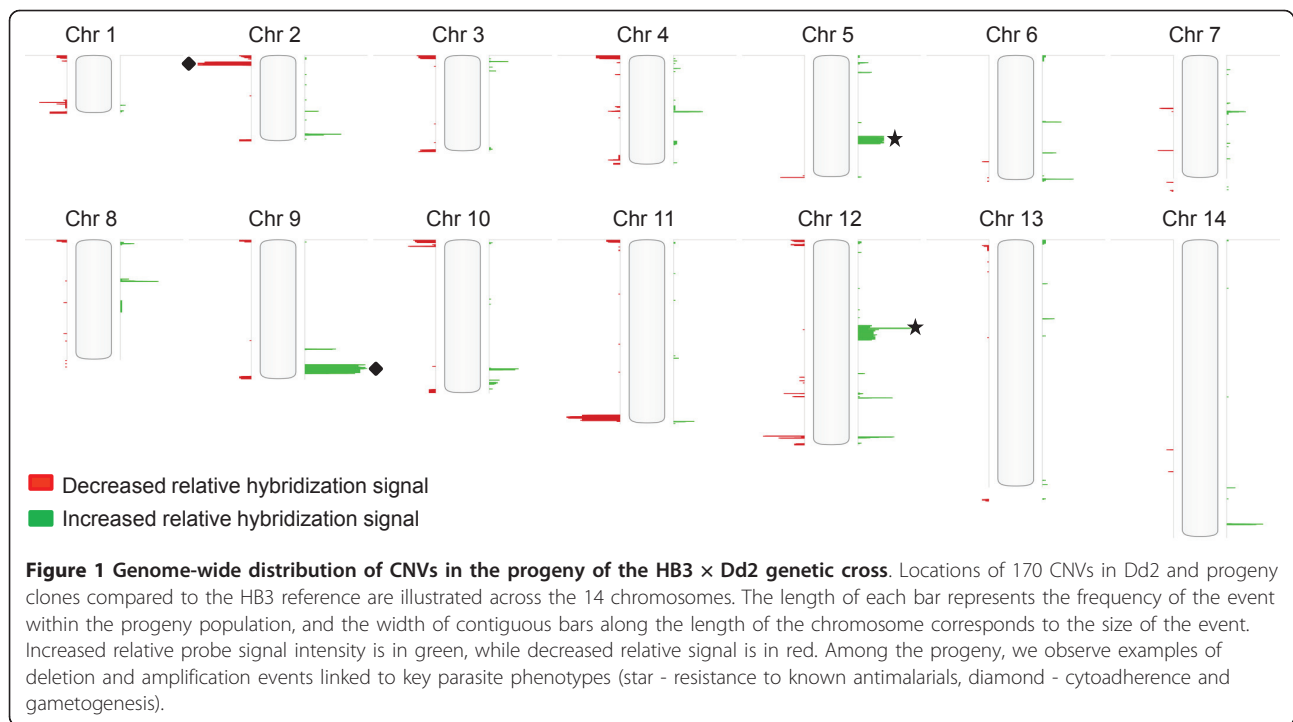 Chr 1 Chr 2 Chr 3 Chr 4 Chr 5 Chr 6 Chr 7
Chr 8 Chr 9 Chr 10 Chr 11 Chr 12 Chr 13 Chr 14
Decreased relative hybridization signal
Increased relative hybridization signal
Figure 1 Genome-wide distribution of CNVs in the progeny of the HB3 × Dd2 genetic cross. Locations of 170 CNVs in Dd2 and progeny
clones compared to the HB3 reference are illustrated across the 14 chromosomes. The length of each bar represents the frequency of the event
within the progeny population, and the width of contiguous bars along the length of the chromosome corresponds to the size of the event.
Increased relative probe signal intensity is in green, while decreased relative signal is in red. Among the progeny, we observe examples of
deletion and amplification events linked to key parasite phenotypes (star - resistance to known antimalarials, diamond - cytoadherence and
gametogenesis).